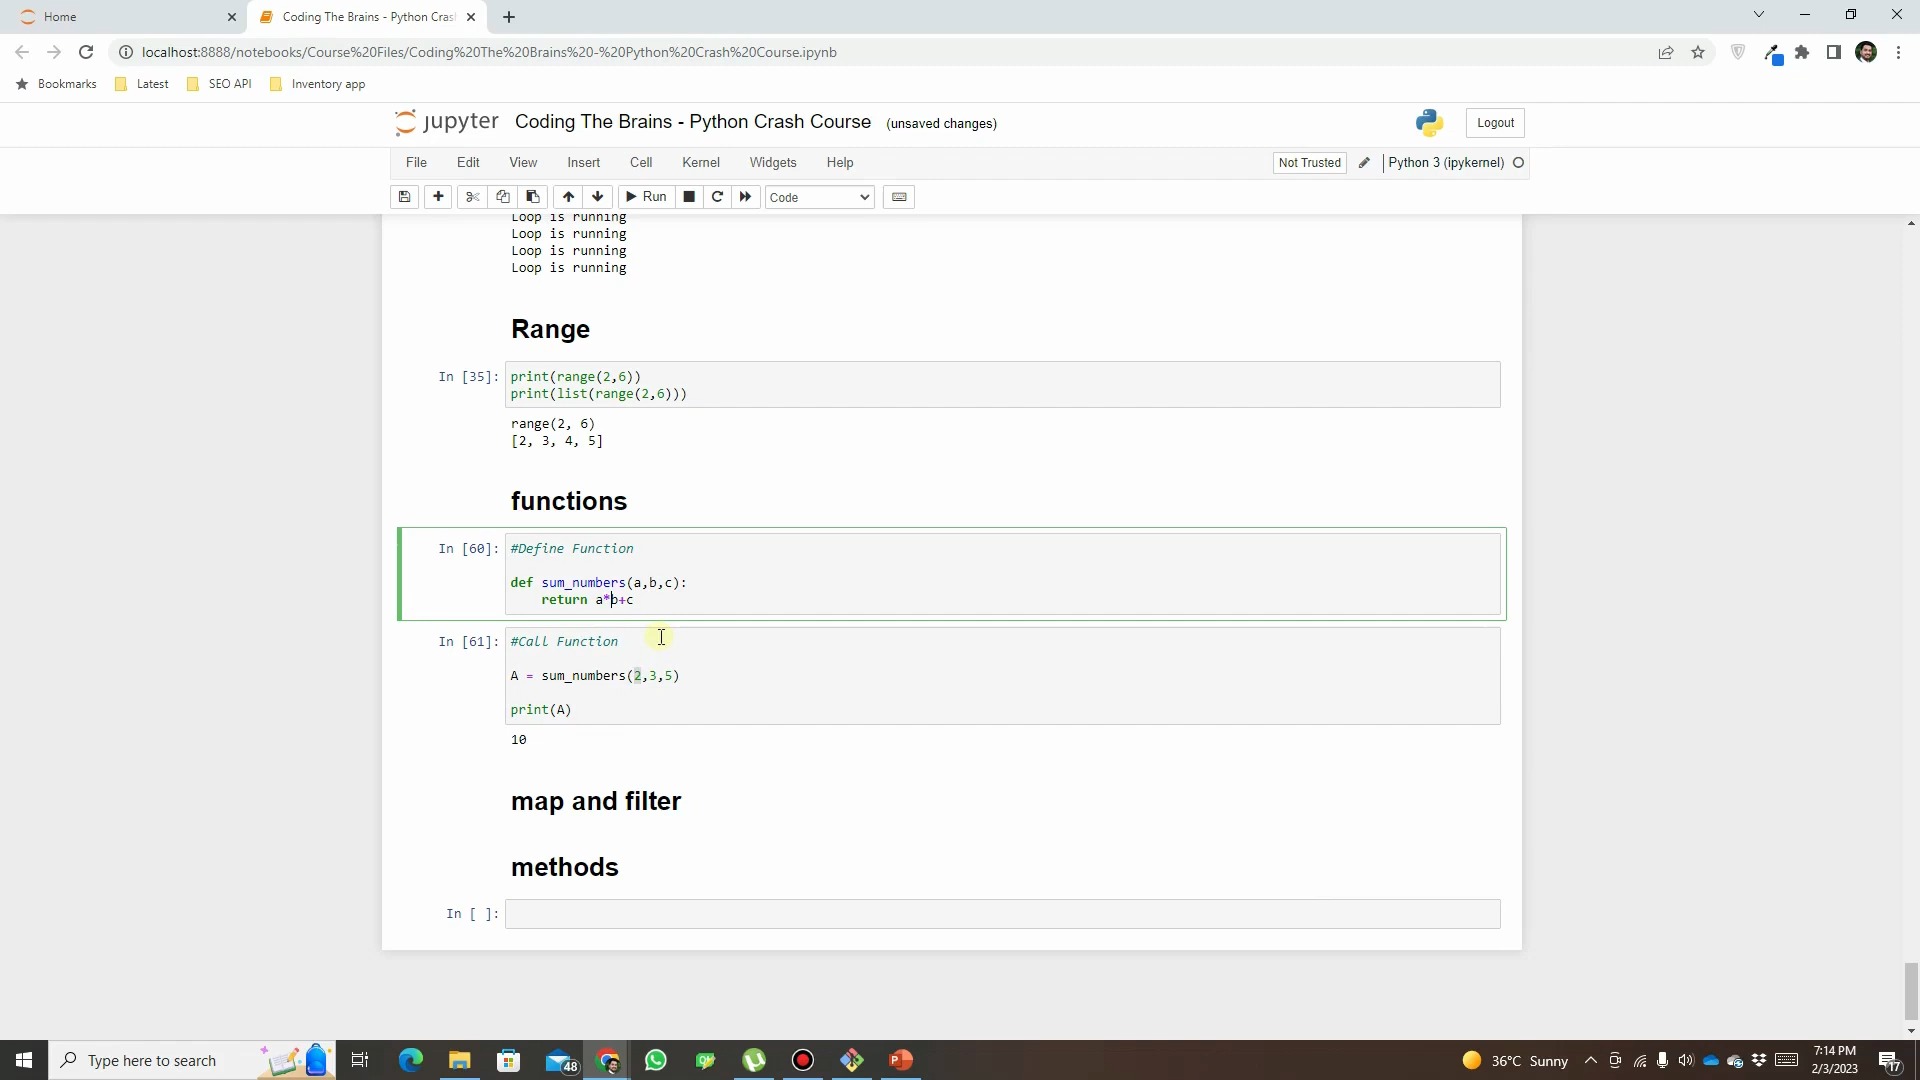 Home
Coding The Brains - Python Cras
localhost:8888/notebooks/Course%20Files/Coding%20The%20Brains%20-%20Python%20Crash%20Course.ipynb
Bookmarks Latest SEO API Inventory app
jupyter Coding The Brains - Python Crash Course (unsaved changes) Logout
File Edit View Insert Cell Kernel Widgets Help Not Trusted Python 3 (ipykernel)
Run Code
Loop is running
Loop is running
Loop is running
Loop is running
Range
In [35]: print(range(2,6))
print(list(range(2,6)))
range(2, 6)
[2, 3, 4, 5]
functions
In [60]: #Define Function
def sum_numbers(a,b,c):
return a*b+c
In [61]: #Call Function
A = sum_numbers(2,3,5)
print(A)
10
map and filter
methods
In [ ]:
Type here to search 48 36°C Sunny 7:14 PM
2/3/2023 17